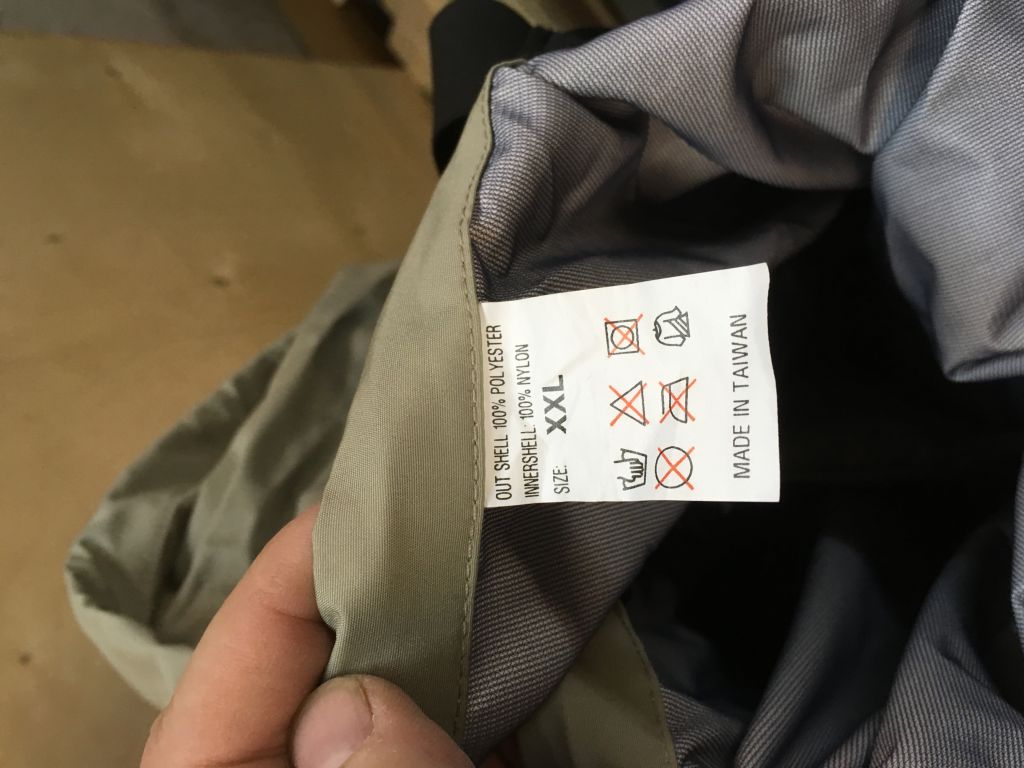 OUT SHELL 100% POLYESTER
INNERSHELL: 100% NYLON
SIZE: XXL
MADE IN TAIWAN